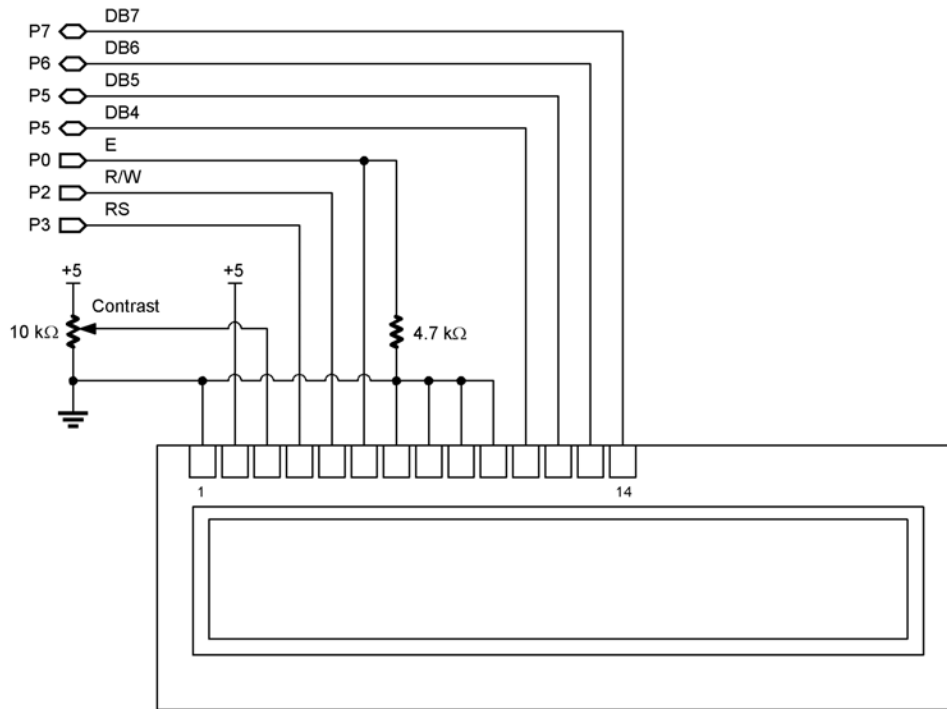 P7 DB7
P6 DB6
P5 DB5
P5 DB4
P0 E
P2 R/W
P3 RS
+5 +5
Contrast
10 kΩ 4.7 kΩ
1 14